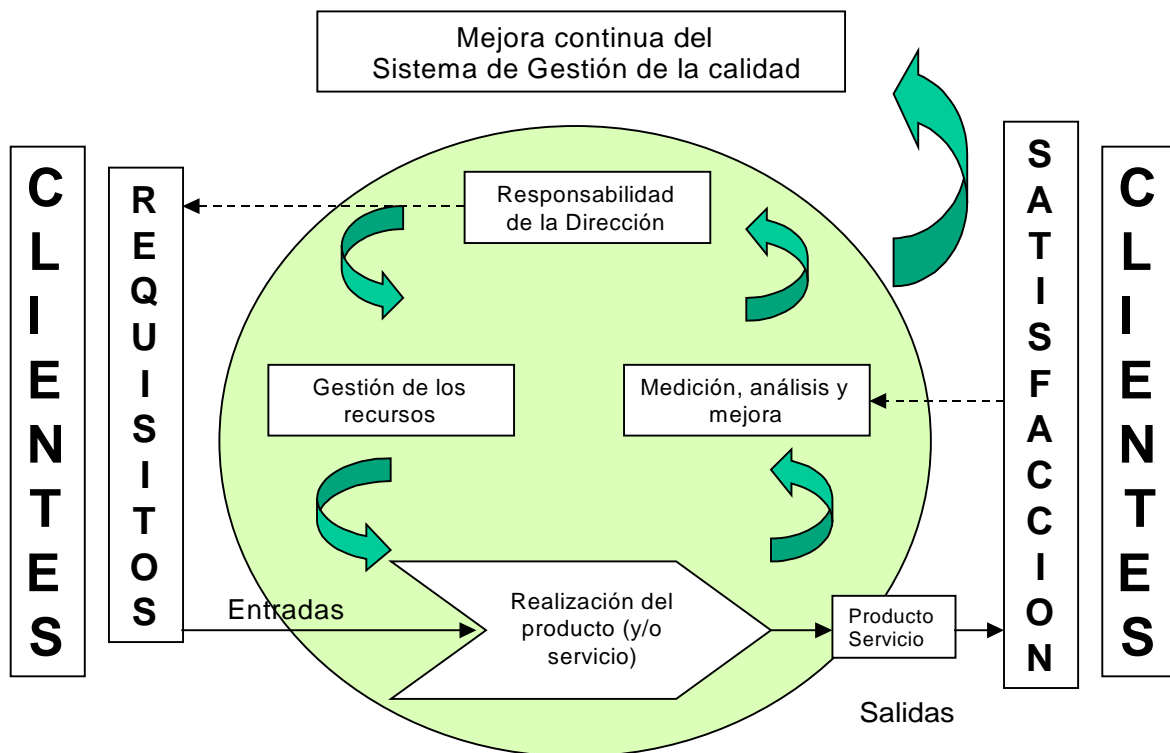 Mejora continua del
Sistema de Gestión de la calidad
CLIENTES
REQUISITOS
Responsabilidad
de la Dirección
Gestión de los
recursos
Medición, análisis y
mejora
Entradas
Realización del
producto (y/o
servicio)
Producto
Servicio
Salidas
SATISFACCION
CLIENTES